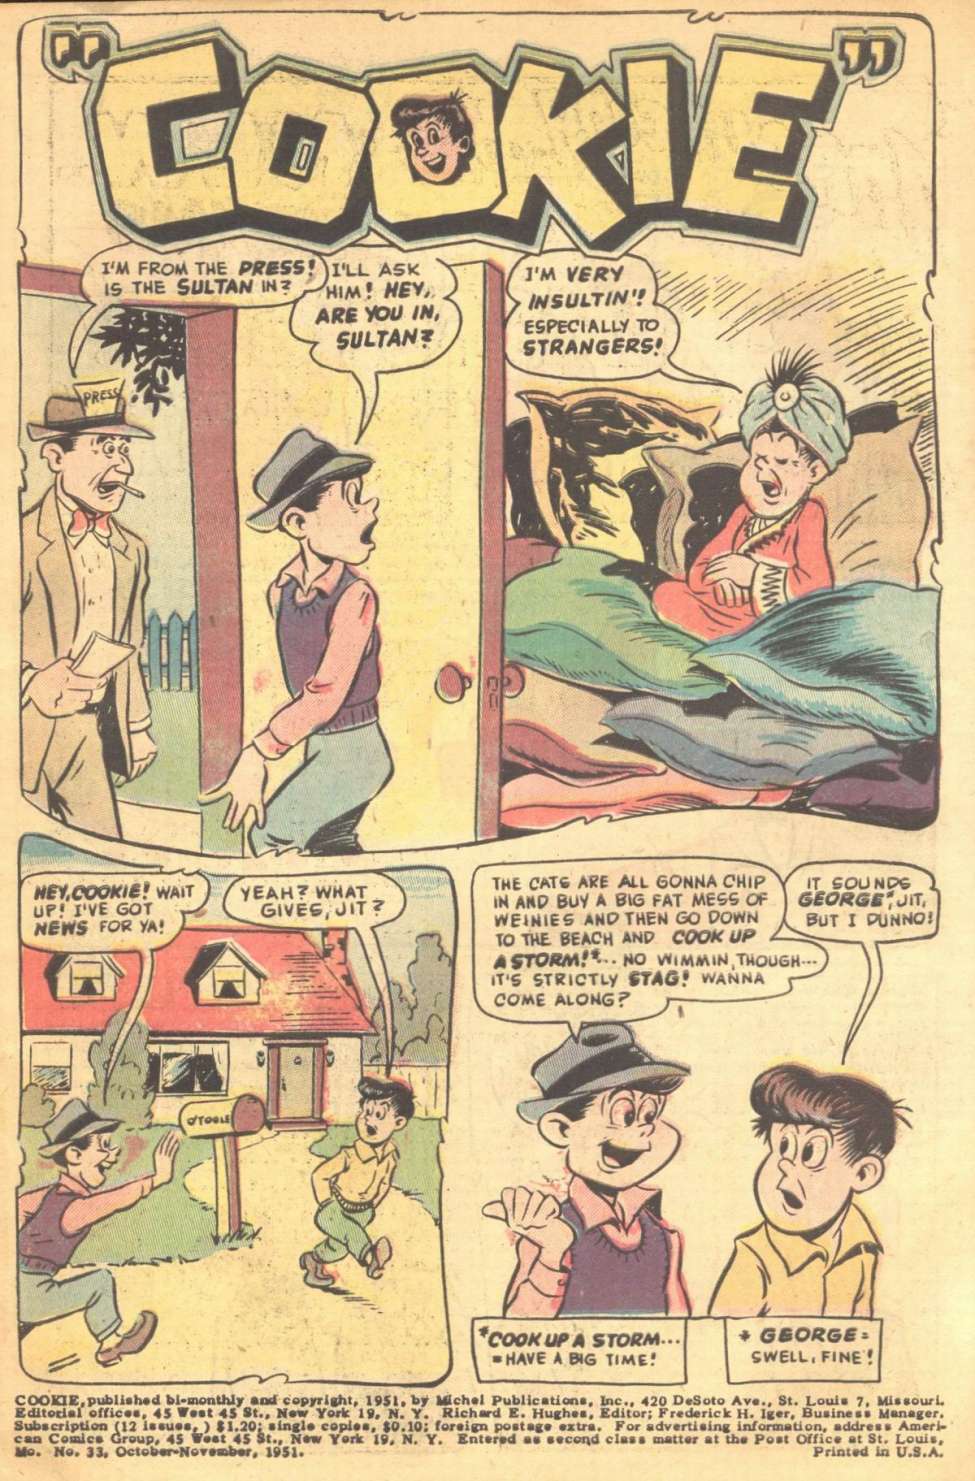 "COOKIE"
I'M FROM THE PRESS!
IS THE SULTAN IN?
I'LL ASK
HIM! HEY,
ARE YOU IN,
SULTAN?
I'M VERY
INSULTIN'!
ESPECIALLY TO
STRANGERS!
PRESS
HEY, COOKIE! WAIT
UP! I'VE GOT
NEWS FOR YA!
YEAH? WHAT
GIVES, JIT?
O'TOOLE
THE CATS ARE ALL GONNA CHIP
IN AND BUY A BIG FAT MESS OF
WEINIES AND THEN GO DOWN
TO THE BEACH AND COOK UP
A STORM!*... NO WIMMIN, THOUGH...
IT'S STRICTLY STAG! WANNA
COME ALONG?
IT SOUNDS
GEORGE*, JIT,
BUT I DUNNO!
*COOK UP A STORM...
=HAVE A BIG TIME!
* GEORGE=
SWELL, FINE!
COOKIE, published bi-monthly and copyright, 1951, by Michel Publications, Inc., 420 DeSoto Ave., St. Louis 7, Missouri.
Editorial offices, 45 West 45 St., New York 19, N. Y. Richard E. Hughes, Editor; Frederick H. Iger, Business Manager.
Subscription (12 issues,) $1.20; single copies, $0.10; foreign postage extra. For advertising information, address Ameri-
can Comics Group, 45 West 45 St., New York 19, N. Y. Entered as second class matter at the Post Office at St. Louis,
Mo. No. 33, October-November, 1951. Printed in U.S.A.